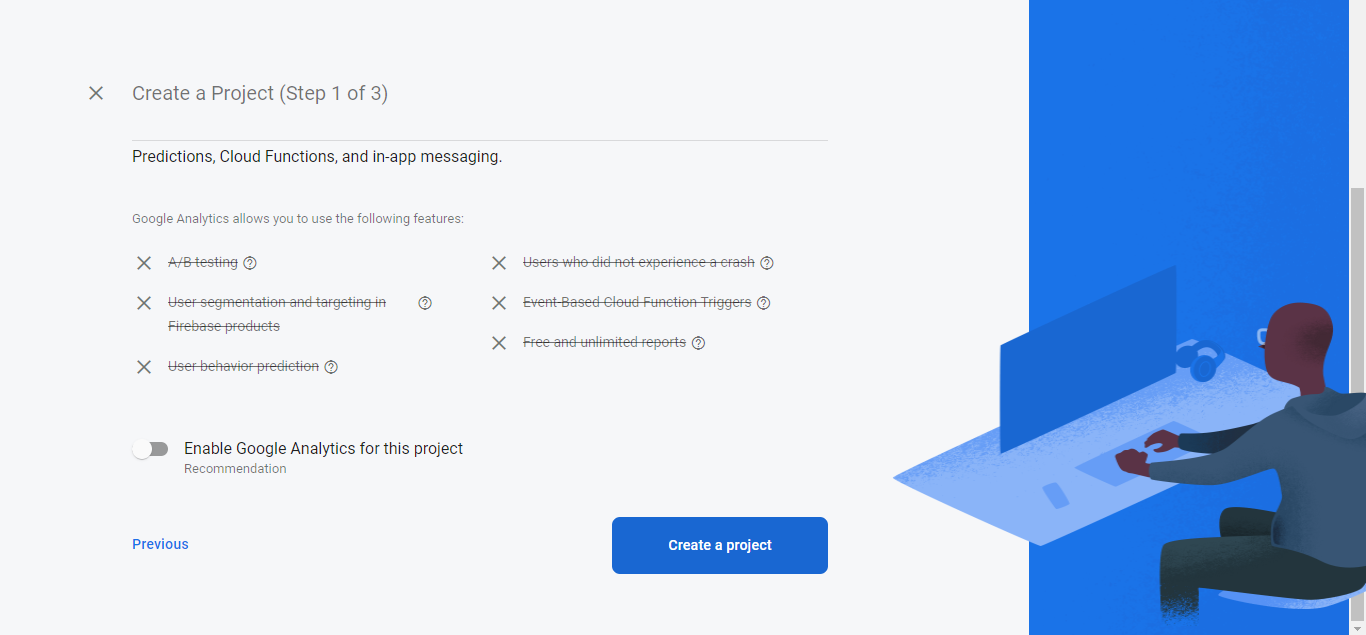 Create a Project (Step 1 of 3)
Predictions, Cloud Functions, and in-app messaging.
Google Analytics allows you to use the following features:
A/B testing
User segmentation and targeting in
Firebase products
User behavior prediction
Users who did not experience a crash
Event-Based Cloud Function Triggers
Free and unlimited reports
Enable Google Analytics for this project
Recommendation
Previous
Create a project